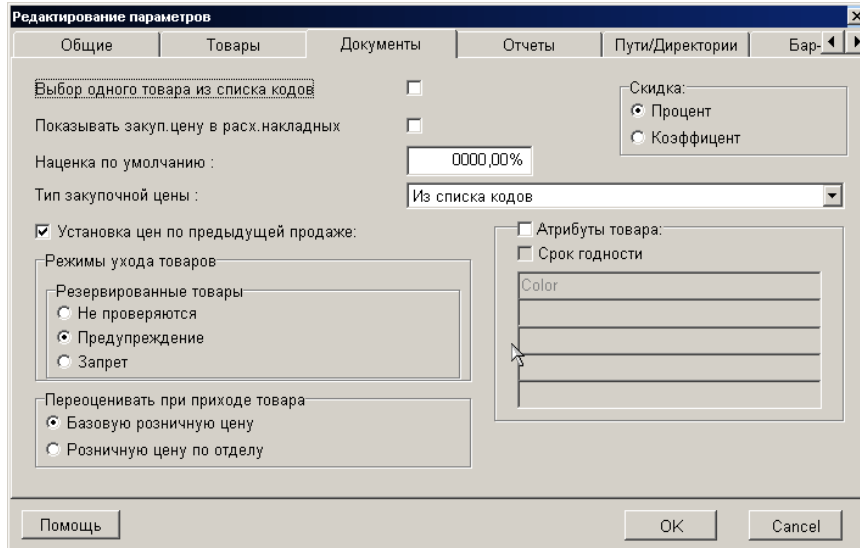 Редактирование параметров
Общие Товары Документы Отчеты Пути/Директории Бар-
Выбор одного товара из списка кодов
Скидка:
Процент
Показывать закуп.цену в расх.накладных
Коэффицент
Наценка по умолчанию : 0000,00%
Тип закупочной цены : Из списка кодов
Установка цен по предыдущей продаже:
Атрибуты товара:
Срок годности
Color
Режимы ухода товаров
Резервированные товары
Не проверяются
Предупреждение
Запрет
Переоценивать при приходе товара
Базовую розничную цену
Розничную цену по отделу
Помощь OK Cancel